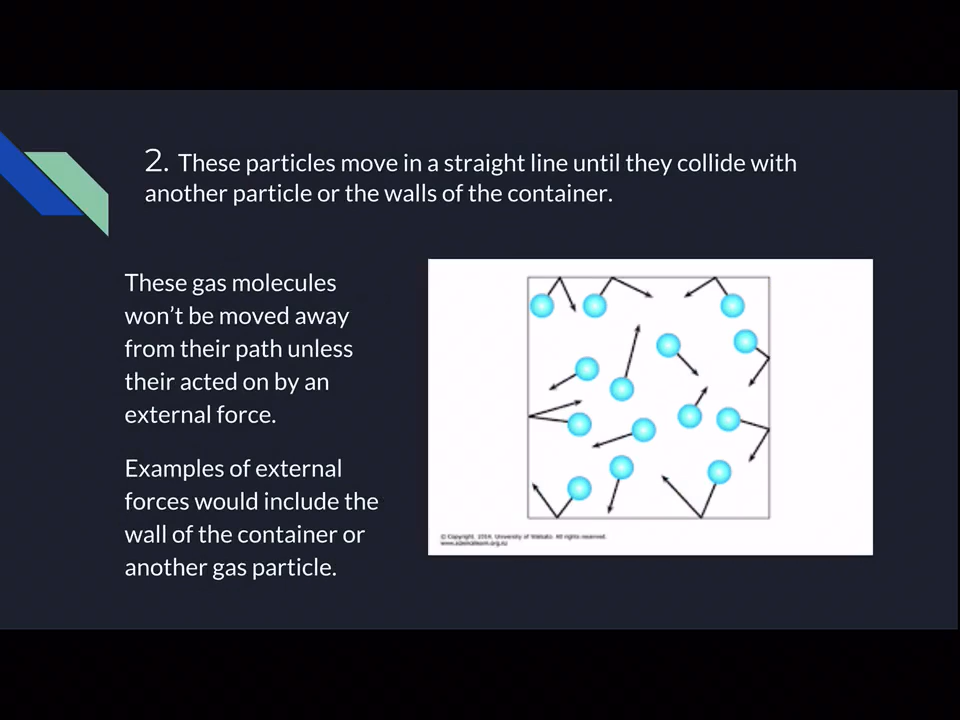 2. These particles move in a straight line until they collide with
another particle or the walls of the container.
These gas molecules
won't be moved away
from their path unless
their acted on by an
external force.
Examples of external
forces would include the
wall of the container or
another gas particle.
© Copyright. 2014. University of Waikato. All rights reserved.
www.sciencelearn.org.nz